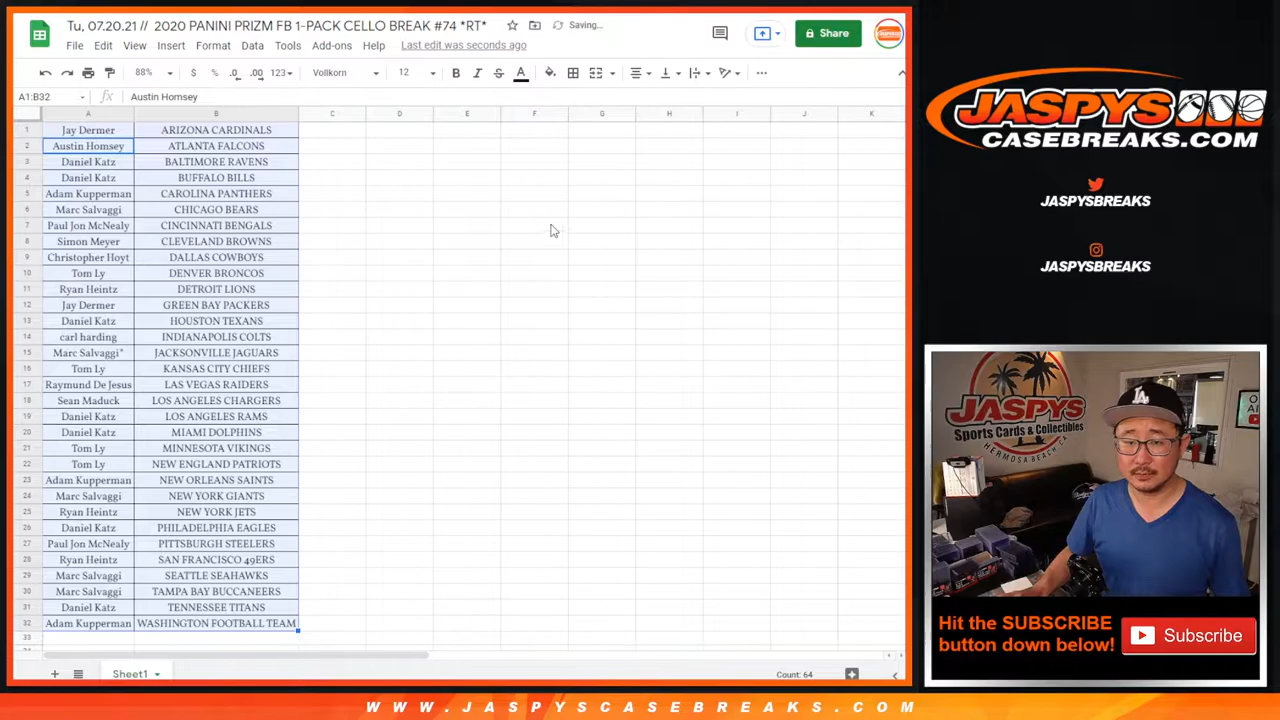 Tu, 07.20.21 // 2020 PANINI PRIZM FB 1-PACK CELLO BREAK #74 *RT*
Saving...
File Edit View Insert Format Data Tools Add-ons Help Last edit was seconds ago
Share
88% $ % .0 .00 123 Vollkorn 12 B I S A
A1:B32 fx Austin Homsey
A B C D E F G H I J K
1 Jay Dermer ARIZONA CARDINALS
2 Austin Homsey ATLANTA FALCONS
3 Daniel Katz BALTIMORE RAVENS
4 Daniel Katz BUFFALO BILLS
5 Adam Kupperman CAROLINA PANTHERS
6 Marc Salvaggi CHICAGO BEARS
7 Paul Jon McNealy CINCINNATI BENGALS
8 Simon Meyer CLEVELAND BROWNS
9 Christopher Hoyt DALLAS COWBOYS
10 Tom Ly DENVER BRONCOS
11 Ryan Heintz DETROIT LIONS
12 Jay Dermer GREEN BAY PACKERS
13 Daniel Katz HOUSTON TEXANS
14 carl harding INDIANAPOLIS COLTS
15 Marc Salvaggi* JACKSONVILLE JAGUARS
16 Tom Ly KANSAS CITY CHIEFS
17 Raymund De Jesus LAS VEGAS RAIDERS
18 Sean Maduck LOS ANGELES CHARGERS
19 Daniel Katz LOS ANGELES RAMS
20 Daniel Katz MIAMI DOLPHINS
21 Tom Ly MINNESOTA VIKINGS
22 Tom Ly NEW ENGLAND PATRIOTS
23 Adam Kupperman NEW ORLEANS SAINTS
24 Marc Salvaggi NEW YORK GIANTS
25 Ryan Heintz NEW YORK JETS
26 Daniel Katz PHILADELPHIA EAGLES
27 Paul Jon McNealy PITTSBURGH STEELERS
28 Ryan Heintz SAN FRANCISCO 49ERS
29 Marc Salvaggi SEATTLE SEAHAWKS
30 Marc Salvaggi TAMPA BAY BUCCANEERS
31 Daniel Katz TENNESSEE TITANS
32 Adam Kupperman WASHINGTON FOOTBALL TEAM
33
Sheet1
Count: 64
JASPYS
CASEBREAKS.COM
JASPYSBREAKS
JASPYSBREAKS
JASPYS
Sports Cards & Collectibles
HERMOSA BEACH CA
LA
Hit the SUBSCRIBE
button down below!
Subscribe
WWW.JASPYSCASEBREAKS.COM